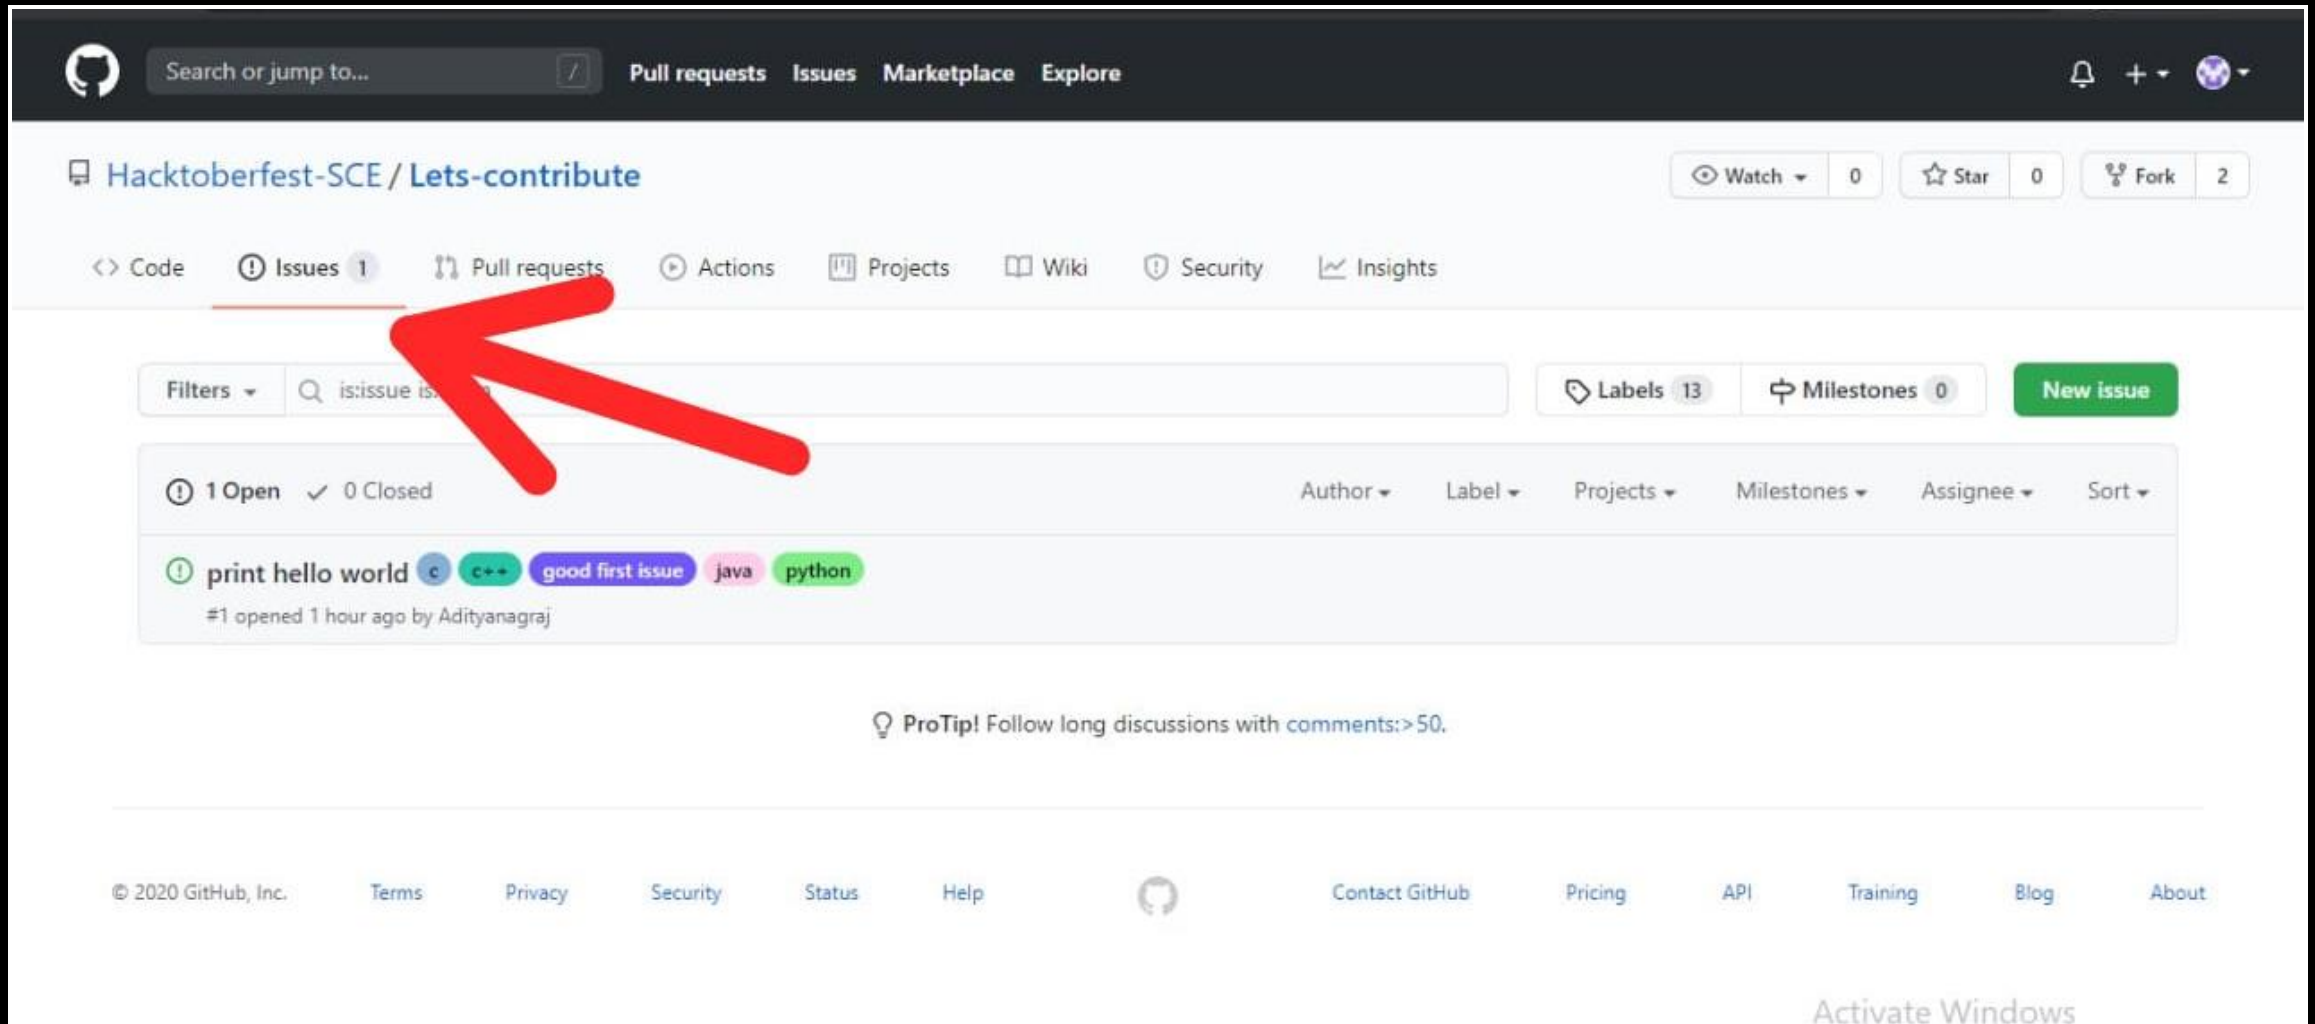 Search or jump to... / Pull requests Issues Marketplace Explore
Hacktoberfest-SCE / Lets-contribute Watch 0 Star 0 Fork 2
<> Code Issues 1 Pull requests Actions Projects Wiki Security Insights
Filters is:issue Labels 13 Milestones 0 New issue
1 Open 0 Closed Author Label Projects Milestones Assignee Sort
print hello world c c++ good first issue java python
#1 opened 1 hour ago by Adityanagraj
ProTip! Follow long discussions with comments:>50.
© 2020 GitHub, Inc. Terms Privacy Security Status Help Contact GitHub Pricing API Training Blog About
Activate Windows